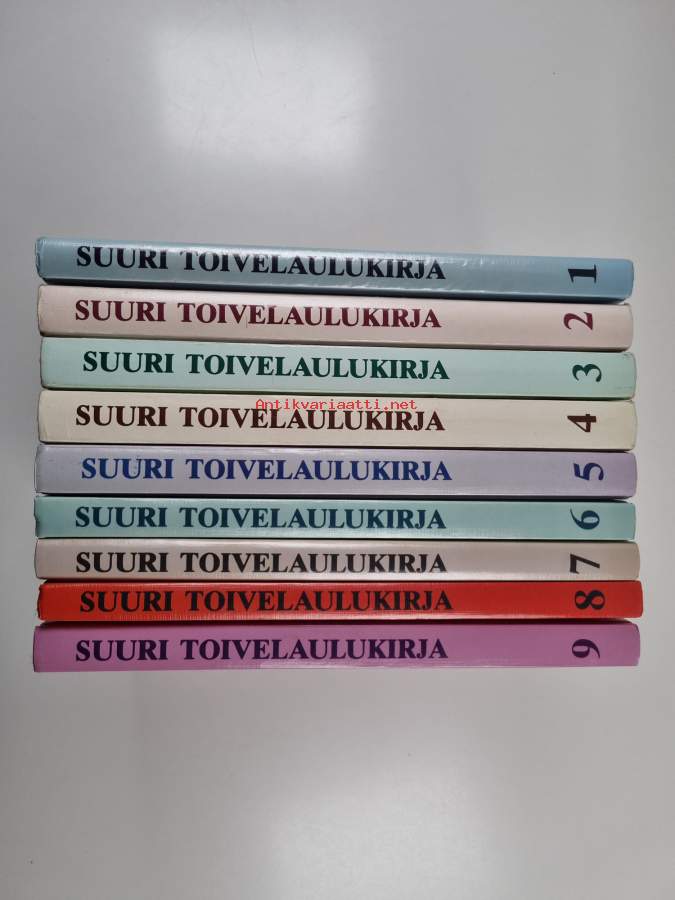 SUURI TOIVELAULUKIRJA 1
SUURI TOIVELAULUKIRJA 2
SUURI TOIVELAULUKIRJA 3
Antikvariaatti.net
SUURI TOIVELAULUKIRJA 4
SUURI TOIVELAULUKIRJA 5
SUURI TOIVELAULUKIRJA 6
SUURI TOIVELAULUKIRJA 7
SUURI TOIVELAULUKIRJA 8
SUURI TOIVELAULUKIRJA 9